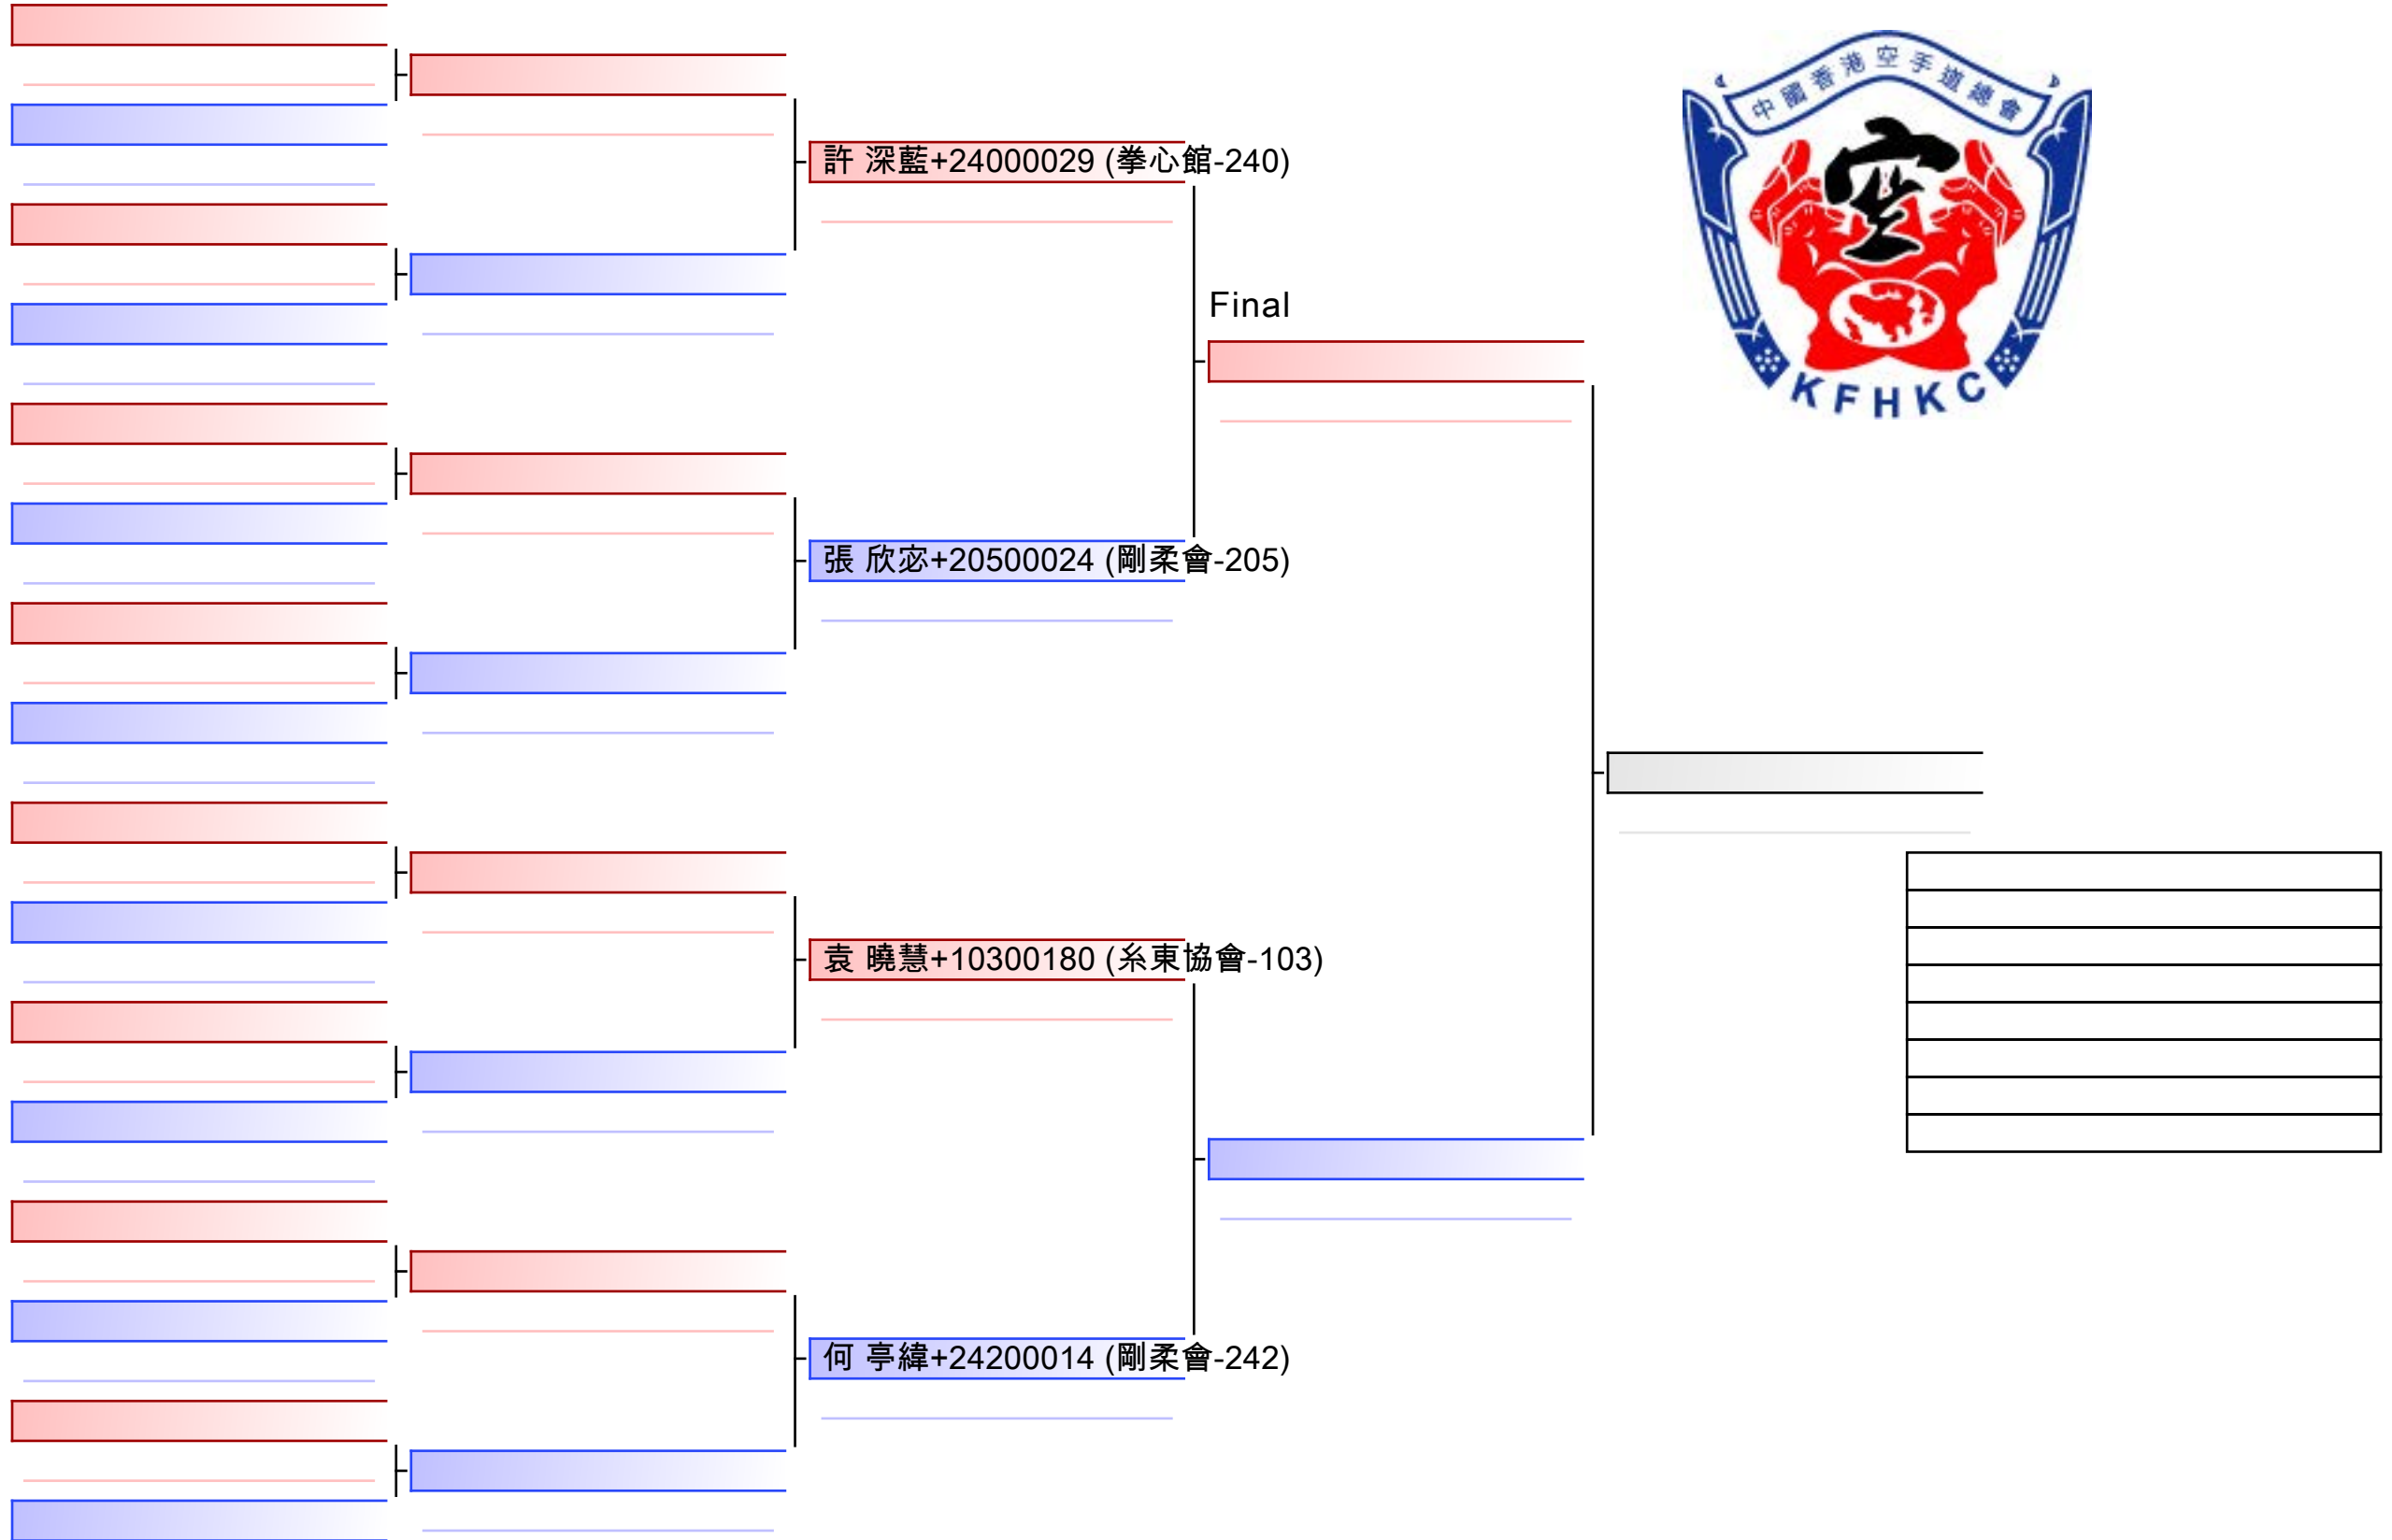 中國香港空手道總會
空
KFHKC
許 深藍+24000029 (拳心館-240)
Final
張 欣宓+20500024 (剛柔會-205)
袁 曉慧+10300180 (糸東協會-103)
何 亭緯+24200014 (剛柔會-242)